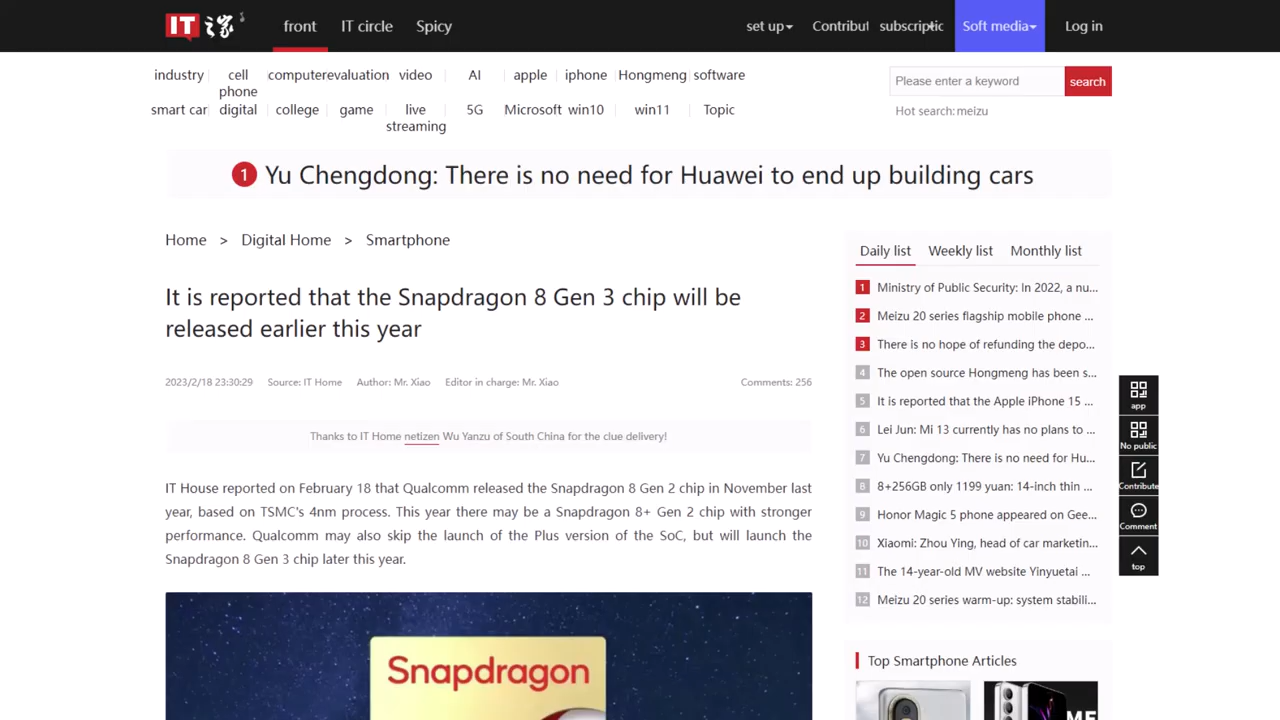 IT之家
front IT circle Spicy set up Contribut subscriptic Soft media Log in
industry cell phone computer evaluation video AI apple iphone Hongmeng software
smart car digital college game live streaming 5G Microsoft win10 win11 Topic
Please enter a keyword search
Hot search: meizu
1 Yu Chengdong: There is no need for Huawei to end up building cars
Home > Digital Home > Smartphone
It is reported that the Snapdragon 8 Gen 3 chip will be
released earlier this year
2023/2/18 23:30:29 Source: IT Home Author: Mr. Xiao Editor in charge: Mr. Xiao Comments: 256
Thanks to IT Home netizen Wu Yanzu of South China for the clue delivery!
IT House reported on February 18 that Qualcomm released the Snapdragon 8 Gen 2 chip in November last
year, based on TSMC's 4nm process. This year there may be a Snapdragon 8+ Gen 2 chip with stronger
performance. Qualcomm may also skip the launch of the Plus version of the SoC, but will launch the
Snapdragon 8 Gen 3 chip later this year.
Snapdragon
Daily list Weekly list Monthly list
1 Ministry of Public Security: In 2022, a nu...
2 Meizu 20 series flagship mobile phone ...
3 There is no hope of refunding the depo...
4 The open source Hongmeng has been s...
5 It is reported that the Apple iPhone 15 ...
6 Lei Jun: Mi 13 currently has no plans to ...
7 Yu Chengdong: There is no need for Hu...
8 8+256GB only 1199 yuan: 14-inch thin ...
9 Honor Magic 5 phone appeared on Gee...
10 Xiaomi: Zhou Ying, head of car marketin...
11 The 14-year-old MV website Yinyuetai ...
12 Meizu 20 series warm-up: system stabili...
Top Smartphone Articles
ME
app
No public
Contribute
Comment
top